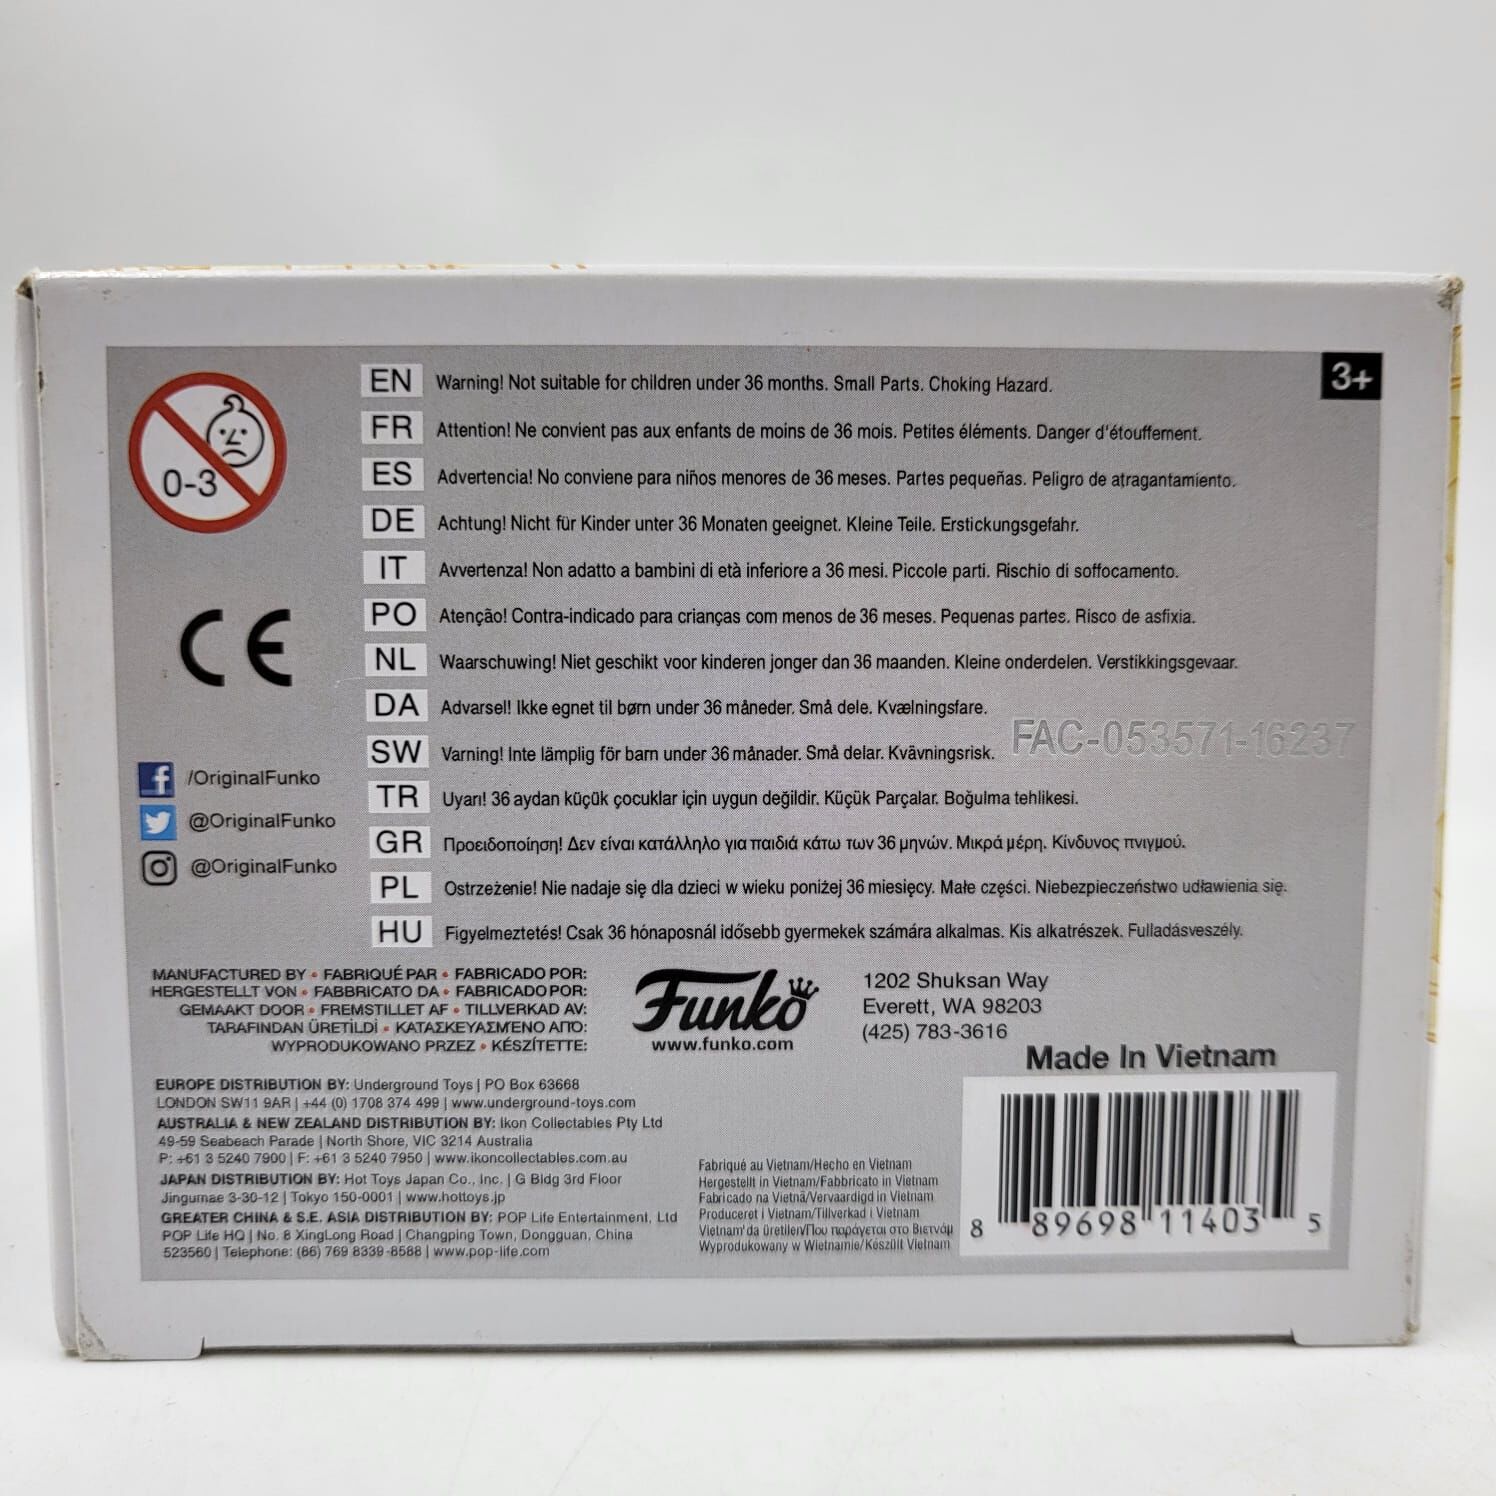 3+
0-3
EN Warning! Not suitable for children under 36 months. Small Parts. Choking Hazard.
FR Attention! Ne convient pas aux enfants de moins de 36 mois. Petites éléments. Danger d'étouffement.
ES Advertencia! No conviene para niños menores de 36 meses. Partes pequeñas. Peligro de atragantamiento.
DE Achtung! Nicht für Kinder unter 36 Monaten geeignet. Kleine Teile. Erstickungsgefahr.
IT Avvertenza! Non adatto a bambini di età inferiore a 36 mesi. Piccole parti. Rischio di soffocamento.
PO Atenção! Contra-indicado para crianças com menos de 36 meses. Pequenas partes. Risco de asfixia.
NL Waarschuwing! Niet geschikt voor kinderen jonger dan 36 maanden. Kleine onderdelen. Verstikkingsgevaar.
DA Advarsel! Ikke egnet til børn under 36 måneder. Små dele. Kvælningsfare.
SW Varning! Inte lämplig för barn under 36 månader. Små delar. Kvävningsrisk.
TR Uyarı! 36 aydan küçük çocuklar için uygun değildir. Küçük Parçalar. Boğulma tehlikesi.
GR Προειδοποίηση! Δεν είναι κατάλληλο για παιδιά κάτω των 36 μηνών. Μικρά μέρη. Κίνδυνος πνιγμού.
PL Ostrzeżenie! Nie nadaje się dla dzieci w wieku poniżej 36 miesięcy. Małe części. Niebezpieczeństwo udławienia się.
HU Figyelmeztetés! Csak 36 hónaposnál idősebb gyermekek számára alkalmas. Kis alkatrészek. Fulladásveszély.
CE
FAC-053571-16237
/OriginalFunko
@OriginalFunko
@OriginalFunko
MANUFACTURED BY • FABRIQUÉ PAR • FABRICADO POR:
HERGESTELLT VON • FABBRICATO DA • FABRICADO POR:
GEMAAKT DOOR • FREMSTILLET AF • TILLVERKAD AV:
TARAFINDAN ÜRETİLDİ • ΚΑΤΑΣΚΕΥΑΣΜΈΝΟ ΑΠΌ:
WYPRODUKOWANO PRZEZ • KÉSZÍTETTE:
Funko
www.funko.com
1202 Shuksan Way
Everett, WA 98203
(425) 783-3616
Made In Vietnam
EUROPE DISTRIBUTION BY: Underground Toys | PO Box 63668
LONDON SW11 9AR | +44 (0) 1708 374 499 | www.underground-toys.com
AUSTRALIA & NEW ZEALAND DISTRIBUTION BY: Ikon Collectables Pty Ltd
49-59 Seabeach Parade | North Shore, VIC 3214 Australia
P: +61 3 5240 7900 | F: +61 3 5240 7950 | www.ikoncollectables.com.au
JAPAN DISTRIBUTION BY: Hot Toys Japan Co., Inc. | G Bldg 3rd Floor
Jingumae 3-30-12 | Tokyo 150-0001 | www.hottoys.jp
GREATER CHINA & S.E. ASIA DISTRIBUTION BY: POP Life Entertainment, Ltd
POP Life HQ | No. 8 XingLong Road | Changping Town, Dongguan, China
523560 | Telephone: (86) 769 8339-8588 | www.pop-life.com
Fabriqué au Vietnam/Hecho en Vietnam
Hergestellt in Vietnam/Fabbricato in Vietnam
Fabricado na Vietnã/Vervaardigd in Vietnam
Produceret i Vietnam/Tillverkad i Vietnam
Vietnam'da üretilen/Που παράγεται στο Βιετνάμ
Wyprodukowany w Wietnamie/Készült Vietnam
8 89698 11403 5